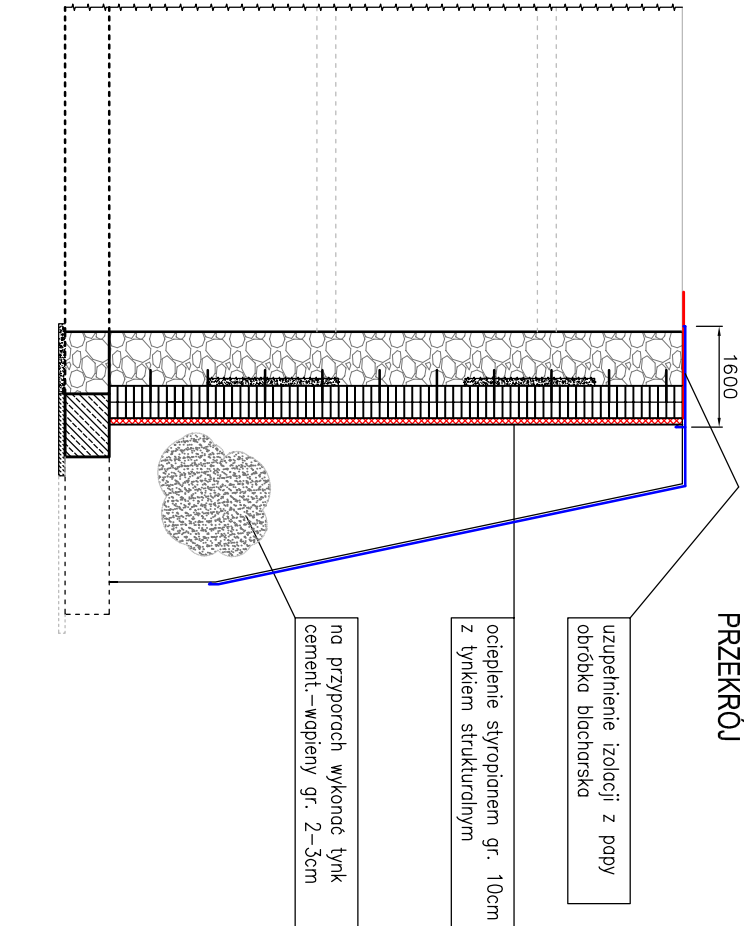 PRZEKRÓJ
1600
uzupełnienie izolacji z papy
obróbka blacharska
ocieplenie styropianem gr. 10cm
z tynkiem strukturalnym
na przyporach wykonać tynk
cement.–wapieny gr. 2–3cm